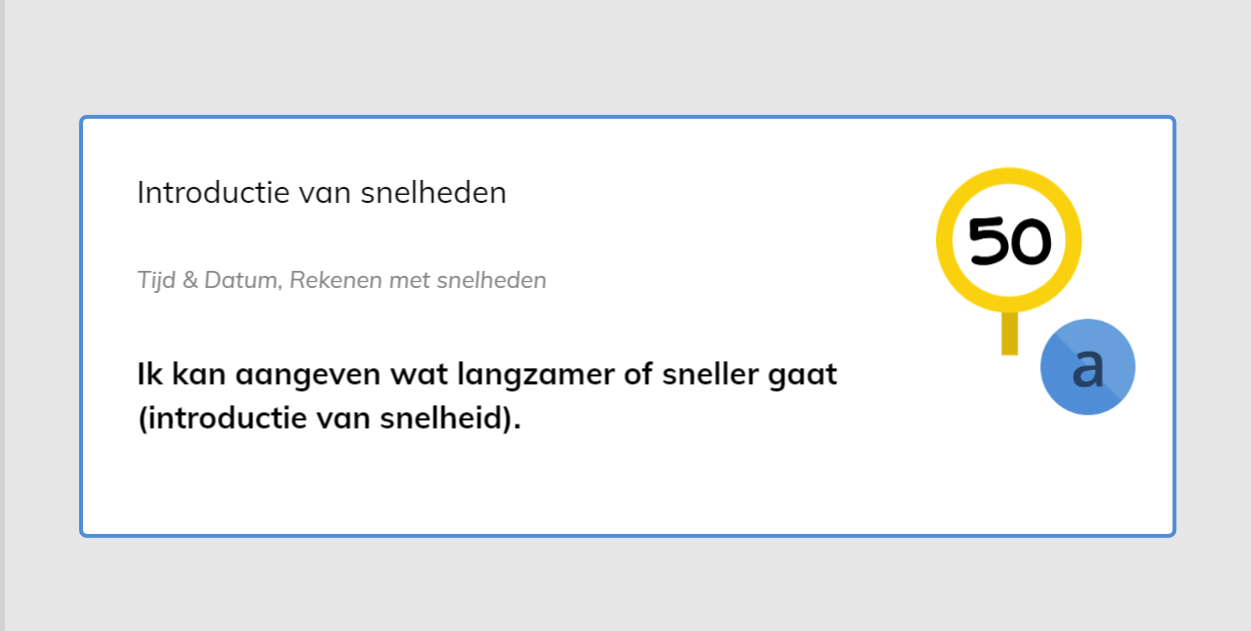 Introductie van snelheden
50
Tijd & Datum, Rekenen met snelheden
a
Ik kan aangeven wat langzamer of sneller gaat
(introductie van snelheid).